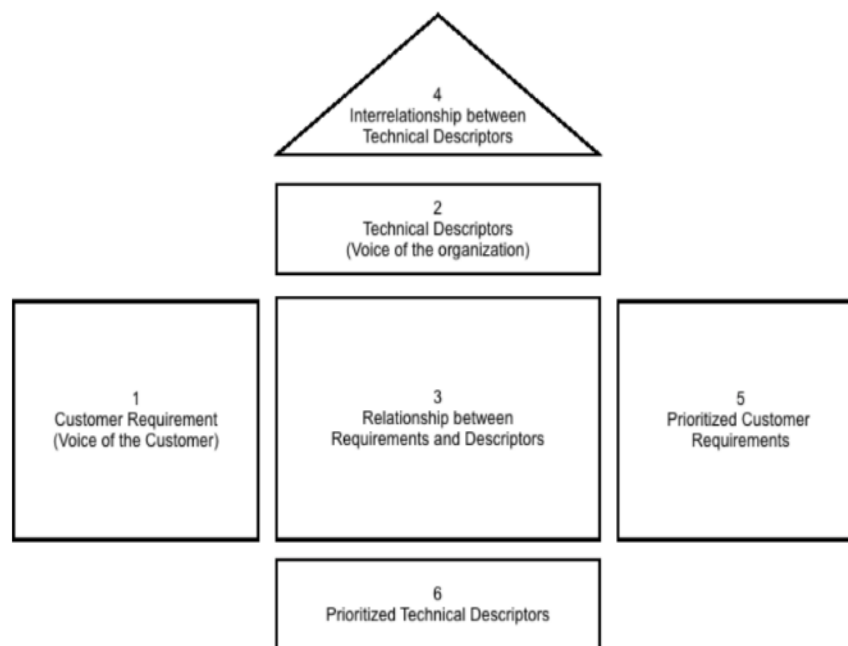 4
Interrelationship between
Technical Descriptors
2
Technical Descriptors
(Voice of the organization)
1
Customer Requirement
(Voice of the Customer)
3
Relationship between
Requirements and Descriptors
5
Prioritized Customer
Requirements
6
Prioritized Technical Descriptors